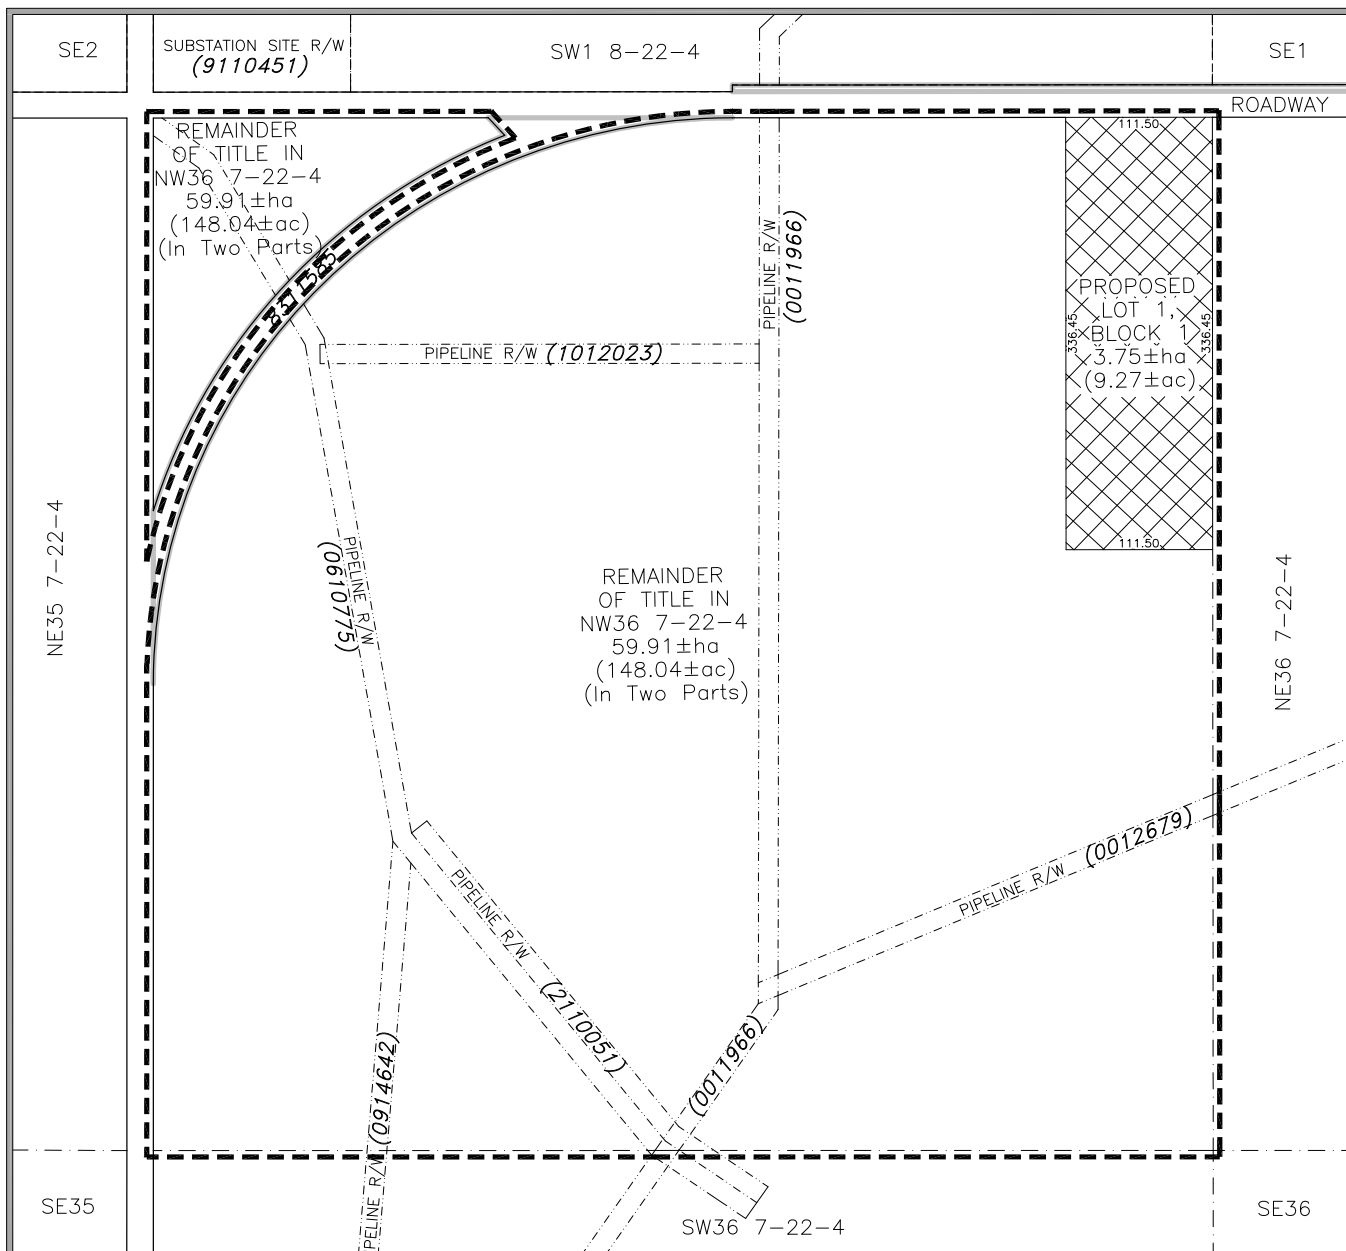 SE2
SUBSTATION SITE R/W
(9110451)
SW1 8-22-4
SE1
ROADWAY
REMAINDER
OF TITLE IN
NW36 7-22-4
59.91±ha
(148.04±ac)
(In Two Parts)
831 1585
PIPELINE R/W
(0011966)
111.50
PROPOSED
LOT 1,
BLOCK 1
3.75±ha
(9.27±ac)
336.45
336.45
111.50
PIPELINE R/W (1012023)
NE35 7-22-4
PIPELINE R/W
(0610775)
REMAINDER
OF TITLE IN
NW36 7-22-4
59.91±ha
(148.04±ac)
(In Two Parts)
NE36 7-22-4
PIPELINE R/W (0012679)
PIPELINE R/W (2110051)
(0011966)
PIPELINE R/W (0914642)
SE35
SW36 7-22-4
SE36